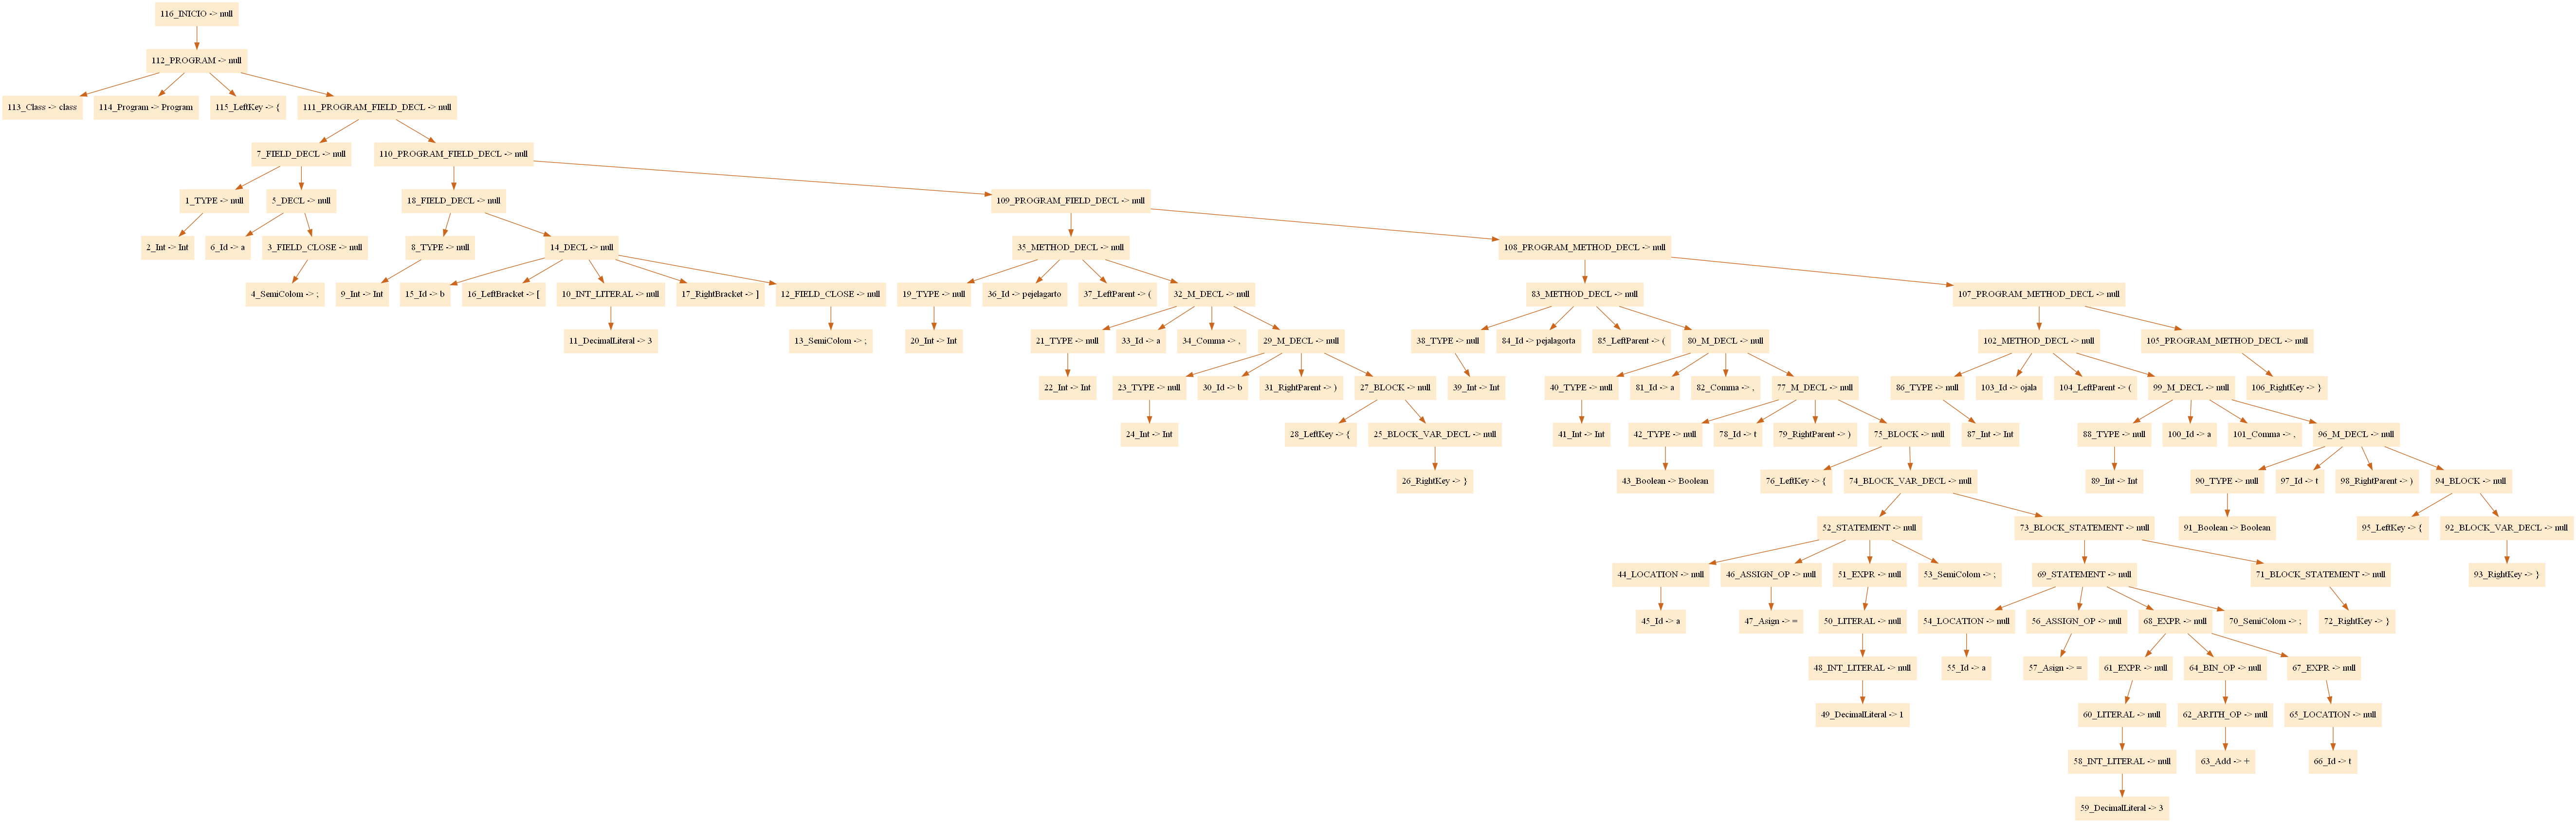 116_INICIO -> null
112_PROGRAM -> null
113_Class -> class
114_Program -> Program
115_LeftKey -> {
111_PROGRAM_FIELD_DECL -> null
7_FIELD_DECL -> null
110_PROGRAM_FIELD_DECL -> null
1_TYPE -> null
5_DECL -> null
18_FIELD_DECL -> null
109_PROGRAM_FIELD_DECL -> null
2_Int -> Int
6_Id -> a
3_FIELD_CLOSE -> null
8_TYPE -> null
14_DECL -> null
35_METHOD_DECL -> null
108_PROGRAM_METHOD_DECL -> null
4_SemiColom -> ;
9_Int -> Int
15_Id -> b
16_LeftBracket -> [
10_INT_LITERAL -> null
17_RightBracket -> ]
12_FIELD_CLOSE -> null
19_TYPE -> null
36_Id -> pejelagarto
37_LeftParent -> (
32_M_DECL -> null
83_METHOD_DECL -> null
107_PROGRAM_METHOD_DECL -> null
11_DecimalLiteral -> 3
13_SemiColom -> ;
20_Int -> Int
21_TYPE -> null
33_Id -> a
34_Comma -> ,
29_M_DECL -> null
38_TYPE -> null
84_Id -> pejalagorta
85_LeftParent -> (
80_M_DECL -> null
102_METHOD_DECL -> null
105_PROGRAM_METHOD_DECL -> null
22_Int -> Int
23_TYPE -> null
30_Id -> b
31_RightParent -> )
27_BLOCK -> null
39_Int -> Int
40_TYPE -> null
81_Id -> a
82_Comma -> ,
77_M_DECL -> null
86_TYPE -> null
103_Id -> ojala
104_LeftParent -> (
99_M_DECL -> null
106_RightKey -> }
24_Int -> Int
28_LeftKey -> {
25_BLOCK_VAR_DECL -> null
41_Int -> Int
42_TYPE -> null
78_Id -> t
79_RightParent -> )
75_BLOCK -> null
87_Int -> Int
88_TYPE -> null
100_Id -> a
101_Comma -> ,
96_M_DECL -> null
26_RightKey -> }
43_Boolean -> Boolean
76_LeftKey -> {
74_BLOCK_VAR_DECL -> null
89_Int -> Int
90_TYPE -> null
97_Id -> t
98_RightParent -> )
94_BLOCK -> null
52_STATEMENT -> null
73_BLOCK_STATEMENT -> null
91_Boolean -> Boolean
95_LeftKey -> {
92_BLOCK_VAR_DECL -> null
44_LOCATION -> null
46_ASSIGN_OP -> null
51_EXPR -> null
53_SemiColom -> ;
69_STATEMENT -> null
71_BLOCK_STATEMENT -> null
93_RightKey -> }
45_Id -> a
47_Asign -> =
50_LITERAL -> null
54_LOCATION -> null
56_ASSIGN_OP -> null
68_EXPR -> null
70_SemiColom -> ;
72_RightKey -> }
48_INT_LITERAL -> null
55_Id -> a
57_Asign -> =
61_EXPR -> null
64_BIN_OP -> null
67_EXPR -> null
49_DecimalLiteral -> 1
60_LITERAL -> null
62_ARITH_OP -> null
65_LOCATION -> null
58_INT_LITERAL -> null
63_Add -> +
66_Id -> t
59_DecimalLiteral -> 3